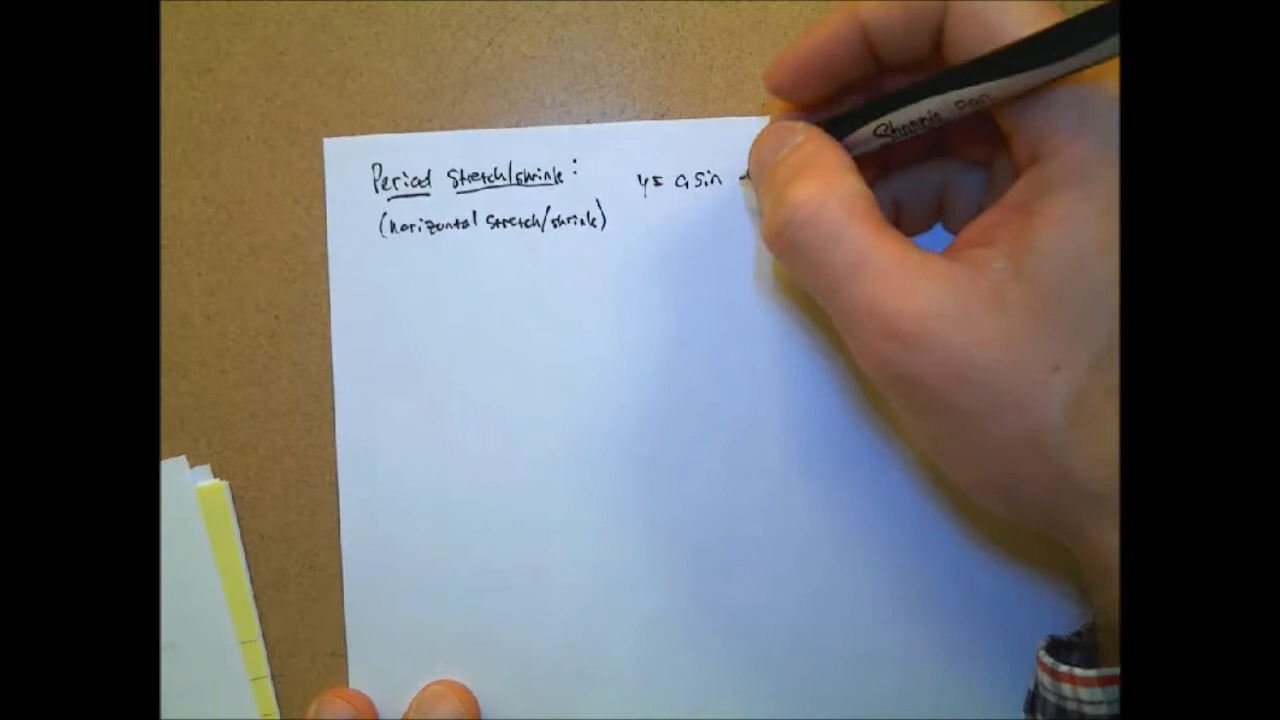 Period Stretch/shrink: y= a sin
(horizontal stretch/shrink)
Sharpie Pen